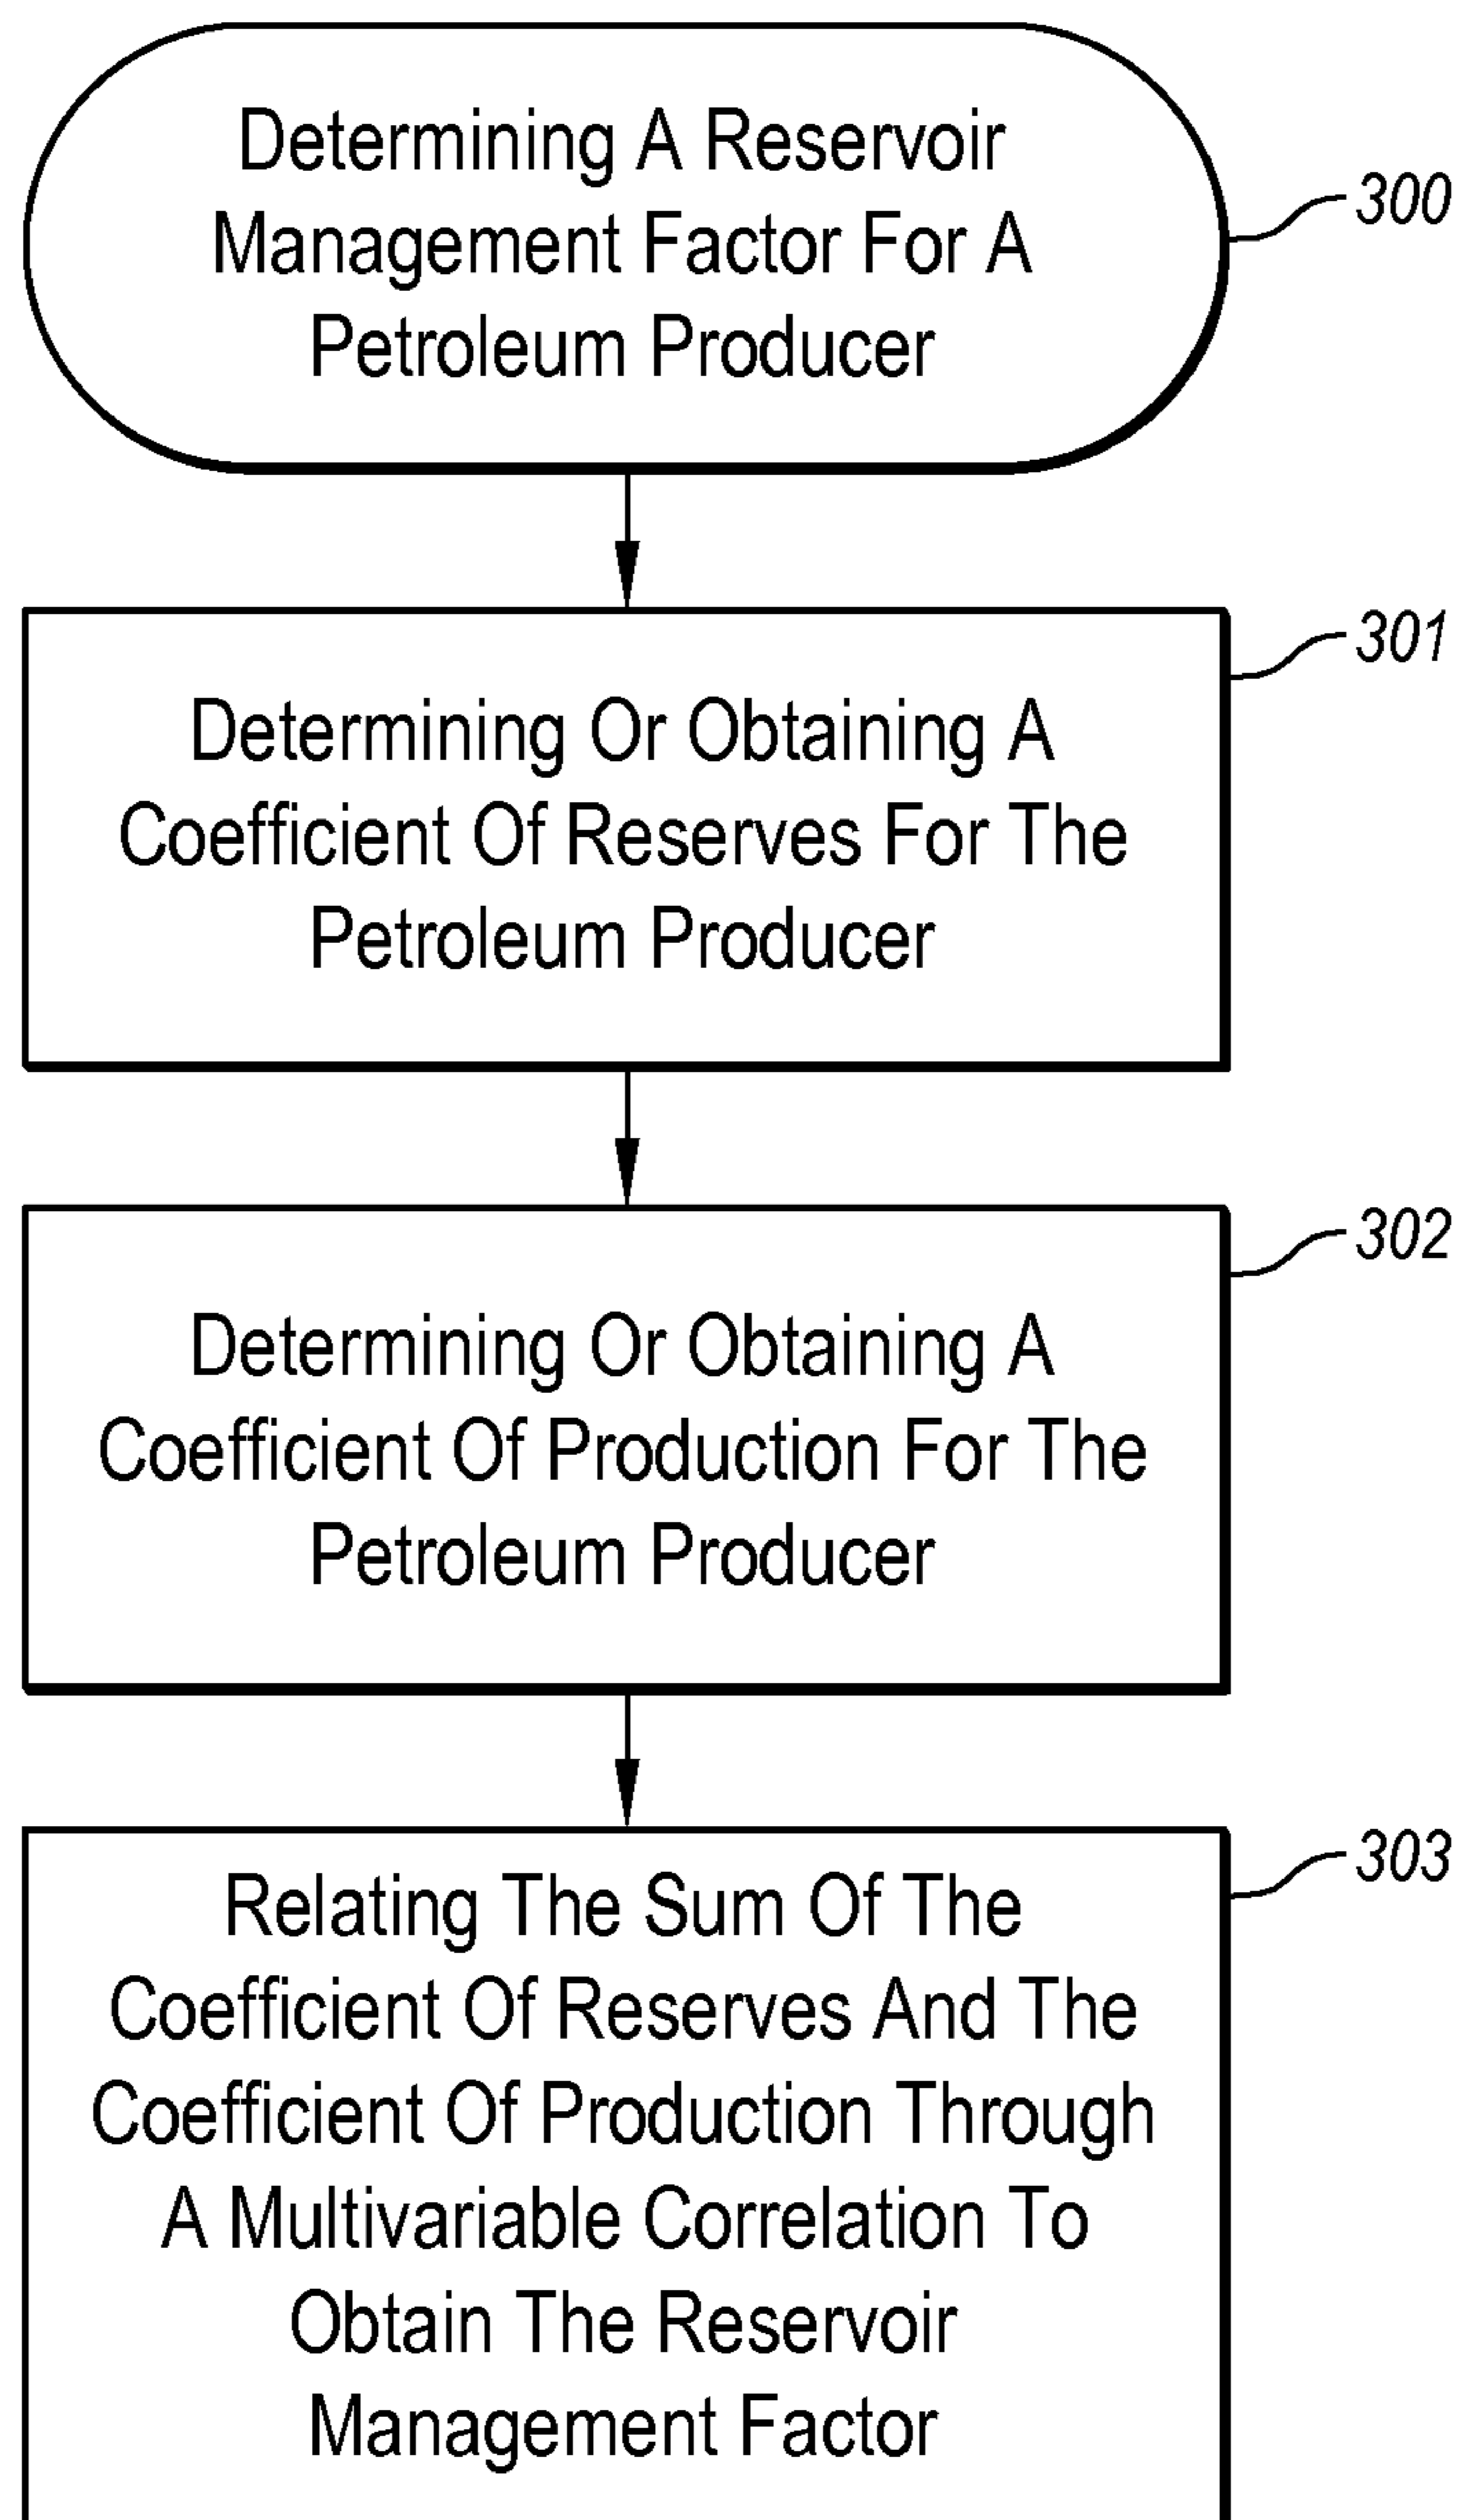 Determining A Reservoir
Management Factor For A
Petroleum Producer
300
Determining Or Obtaining A
Coefficient Of Reserves For The
Petroleum Producer
301
Determining Or Obtaining A
Coefficient Of Production For The
Petroleum Producer
302
Relating The Sum Of The
Coefficient Of Reserves And The
Coefficient Of Production Through
A Multivariable Correlation To
Obtain The Reservoir
Management Factor
303